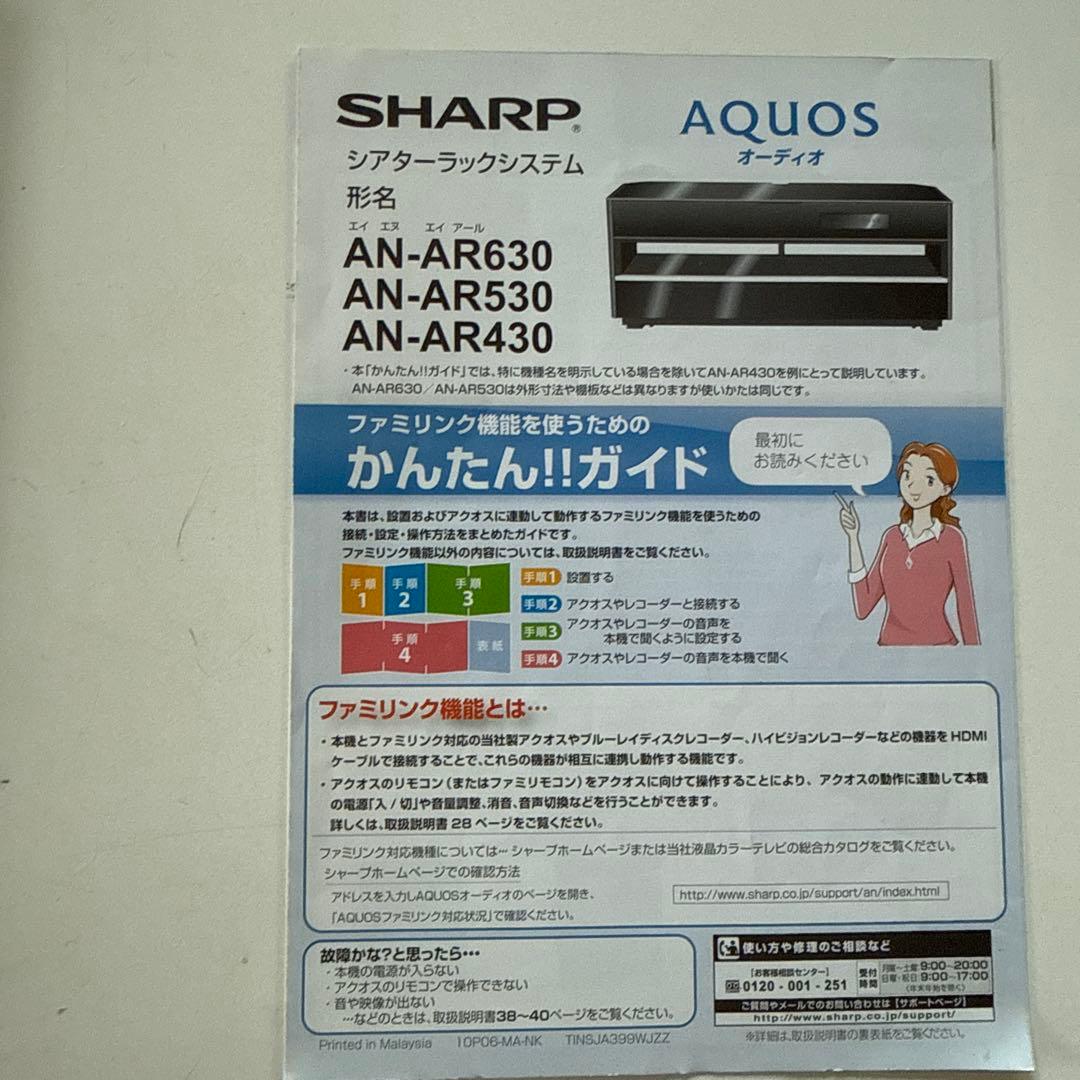 SHARP®
AQUOS
オーディオ
シアターラックシステム
形名
エイ エヌ エイ アール
AN-AR630
AN-AR530
AN-AR430
・本「かんたん!!ガイド」では、特に機種名を明示している場合を除いてAN-AR430を例にとって説明しています。
AN-AR630／AN-AR530は外形寸法や棚板などは異なりますが使いかたは同じです。
ファミリンク機能を使うための
かんたん!!ガイド
最初に
お読みください
本書は、設置およびアクオスに連動して動作するファミリンク機能を使うための
接続・設定・操作方法をまとめたガイドです。
ファミリンク機能以外の内容については、取扱説明書をご覧ください。
手順 1
手順 2
手順 3
手順 4
表紙
手順1 設置する
手順2 アクオスやレコーダーと接続する
手順3 アクオスやレコーダーの音声を
本機で聞くように設定する
手順4 アクオスやレコーダーの音声を本機で聞く
ファミリンク機能とは…
・本機とファミリンク対応の当社製アクオスやブルーレイディスクレコーダー、ハイビジョンレコーダーなどの機器を HDMI
ケーブルで接続することで、これらの機器が相互に連携し動作する機能です。
・アクオスのリモコン（またはファミリモコン）をアクオスに向けて操作することにより、アクオスの動作に連動して本機
の電源「入 / 切」や音量調整、消音、音声切換などを行うことができます。
詳しくは、取扱説明書 28 ページをご覧ください。
ファミリンク対応機種については… シャープホームページまたは当社液晶カラーテレビの総合カタログをご覧ください。
シャープホームページでの確認方法
アドレスを入力しAQUOSオーディオのページを開き、
http://www.sharp.co.jp/support/an/index.html
「AQUOSファミリンク対応状況」で確認ください。
故障かな?と思ったら…
・本機の電源が入らない
・アクオスのリモコンで操作できない
・音や映像が出ない
…などのときは、取扱説明書38～40ページをご覧ください。
使い方や修理のご相談など
【お客様相談センター】
0120 - 001 - 251
受付時間
月曜～土曜:9:00～20:00
日曜・祝日:9:00～17:00
（年末年始を除く）
ご質問やメールでのお問い合わせは【サポートページ】
http://www.sharp.co.jp/support/
※詳細は、取扱説明書の裏表紙をご覧ください。
Printed in Malaysia 10P06-MA-NK TINSJA399WJZZ